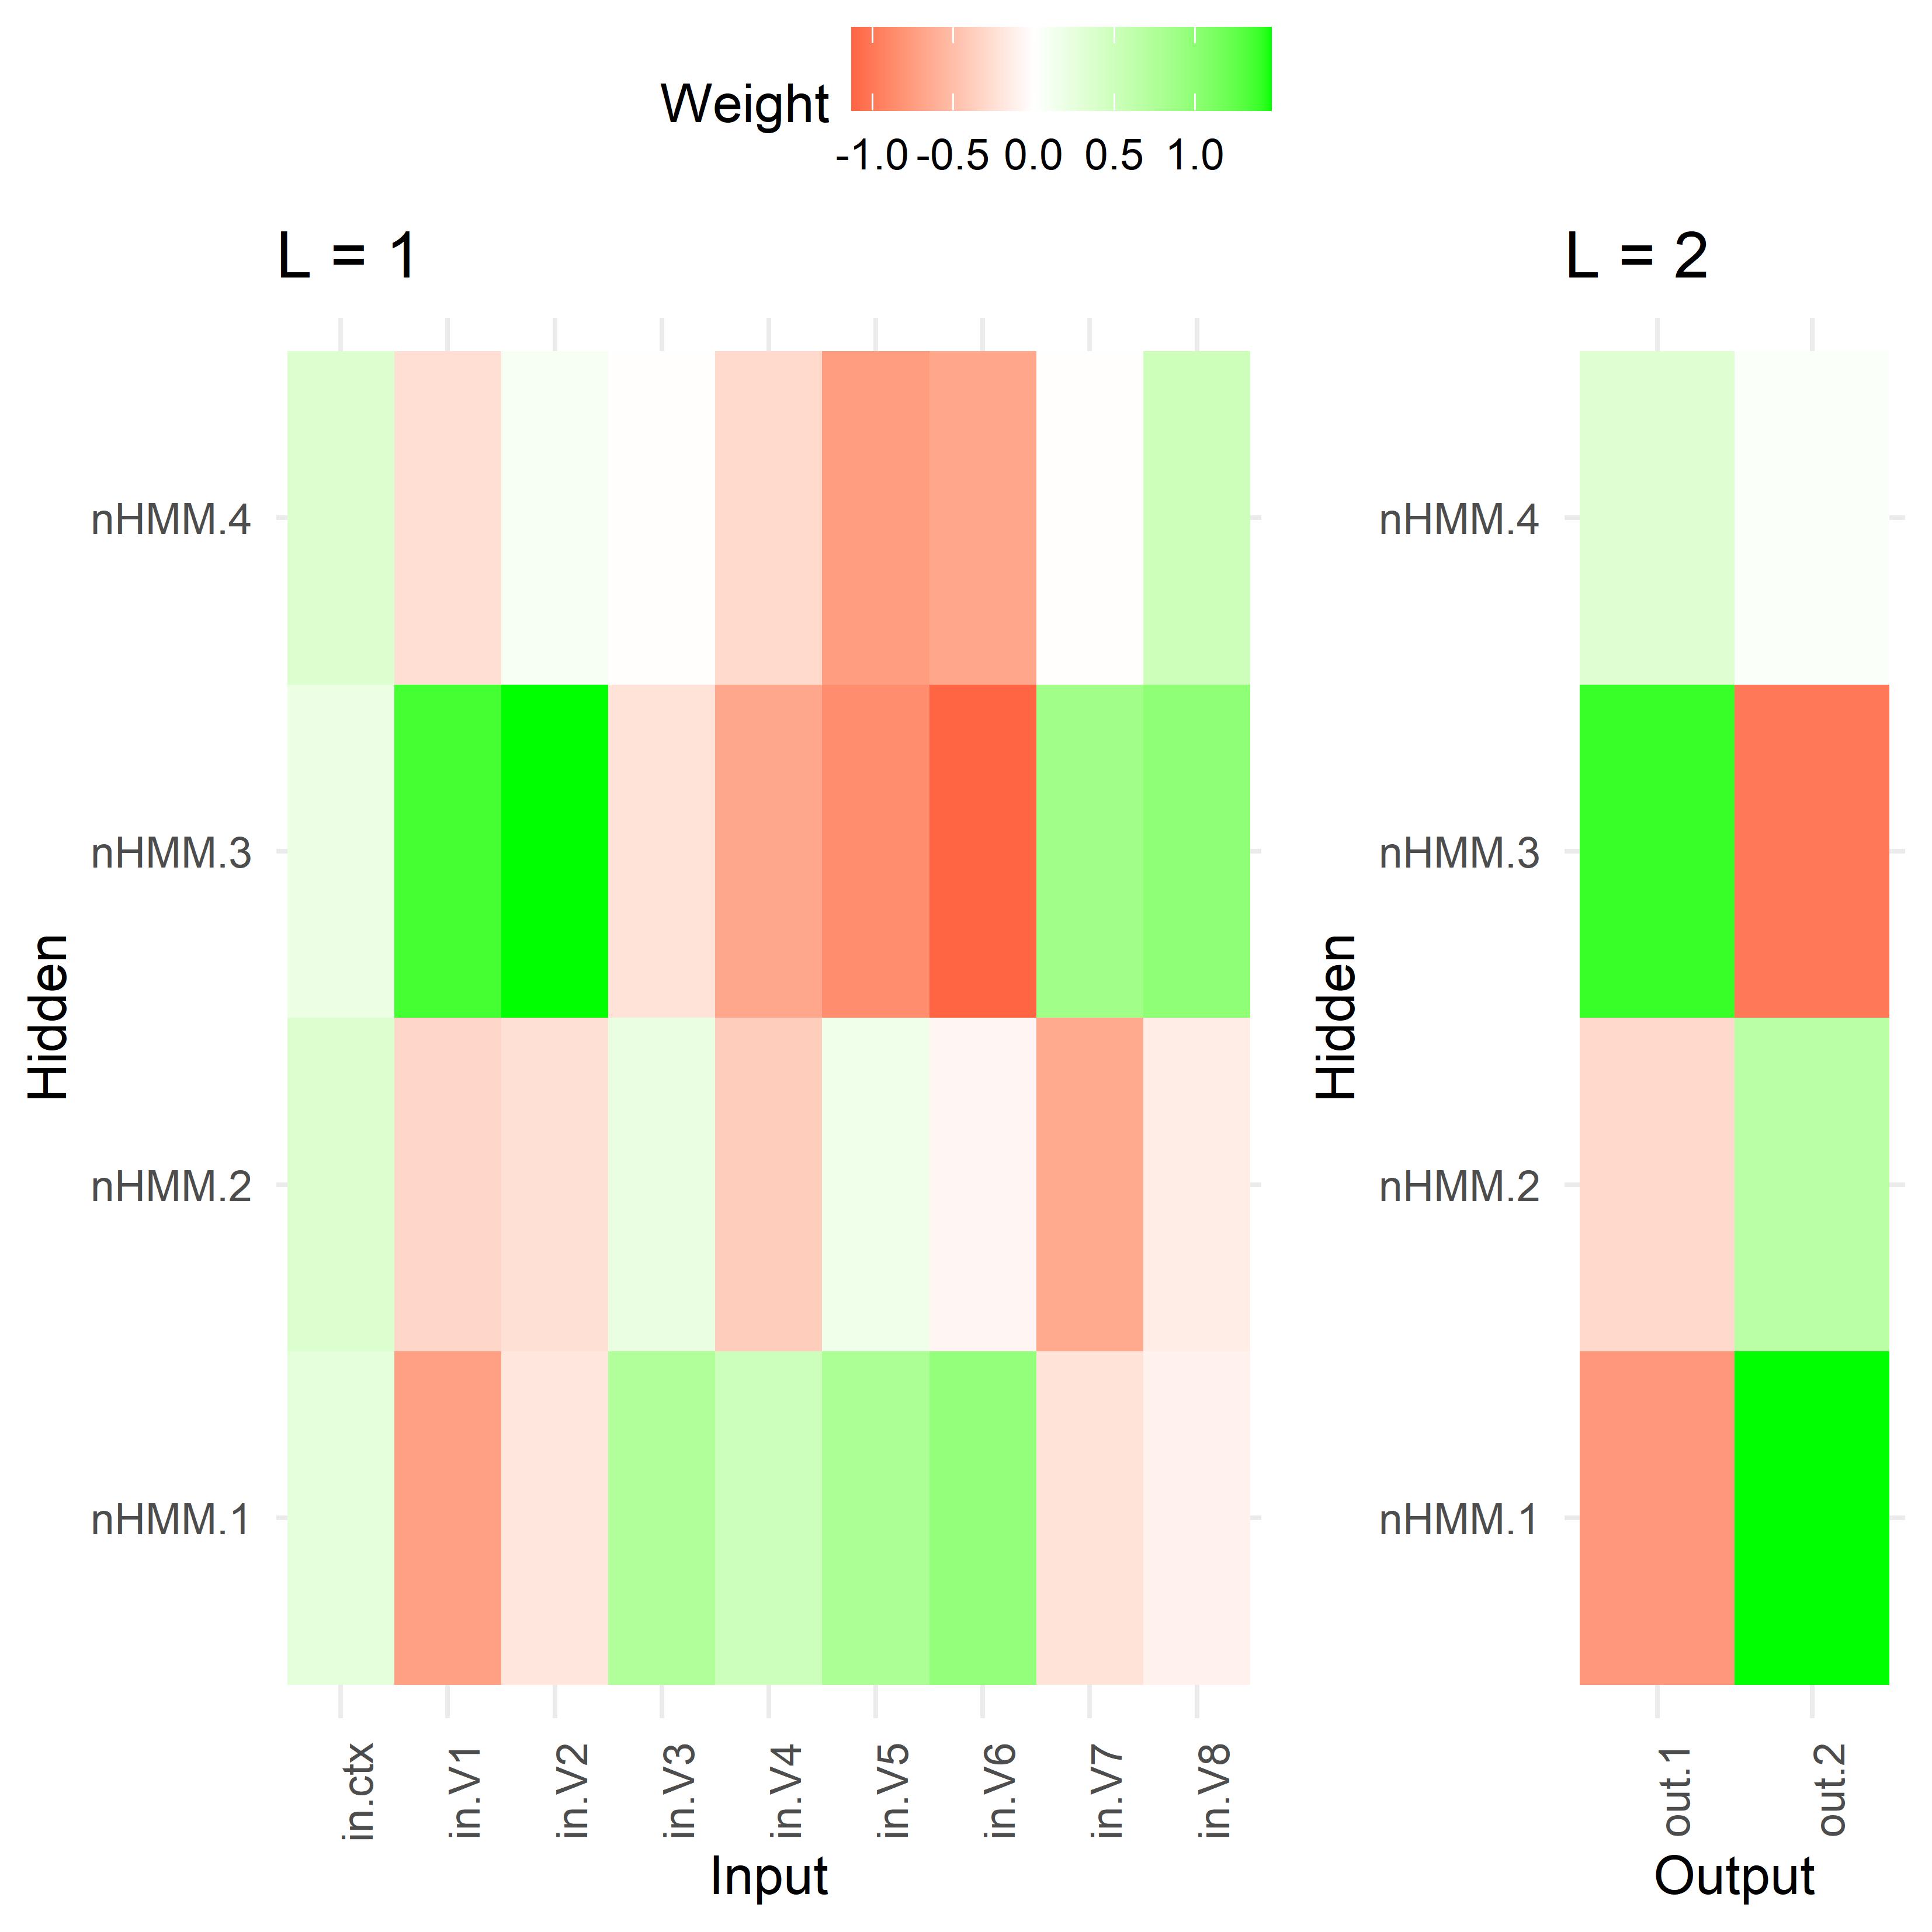 Weight
-1.0 -0.5 0.0 0.5 1.0
L = 1
L = 2
nHMM.4
nHMM.3
nHMM.2
nHMM.1
Hidden
in.ctx
in.V1
in.V2
in.V3
in.V4
in.V5
in.V6
in.V7
in.V8
Input
nHMM.4
nHMM.3
nHMM.2
nHMM.1
Hidden
out.1
out.2
Output